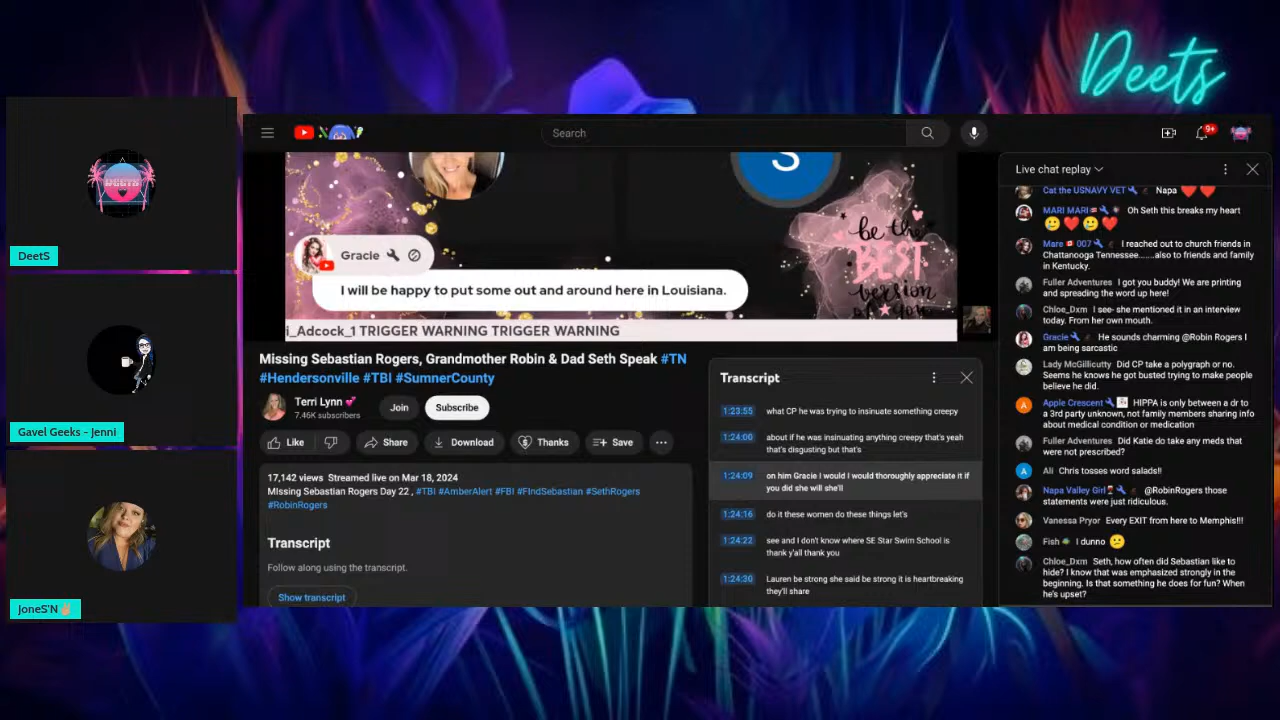 Deets
DEETS
DeetS
Gavel Geeks - Jenni
JoneS'N
Search
9+
S
Gracie
I will be happy to put some out and around here in Louisiana.
be the
BEST
version
of you
i_Adcock_1 TRIGGER WARNING TRIGGER WARNING
Missing Sebastian Rogers, Grandmother Robin & Dad Seth Speak #TN
#Hendersonville #TBI #SumnerCounty
Terri Lynn 💕
7.46K subscribers
Join
Subscribe
Like
Share
Download
Thanks
Save
17,142 views Streamed live on Mar 18, 2024
Missing Sebastian Rogers Day 22 , #TBI #AmberAlert #FBI #FIndSebastian #SethRogers
#RobinRogers
Transcript
Follow along using the transcript.
Show transcript
Transcript
1:23:55 what CP he was trying to insinuate something creepy
1:24:00 about if he was insinuating anything creepy that's yeah
that's disgusting but that's
1:24:09 on him Gracie I would I would thoroughly appreciate it if
you did she will she'll
1:24:16 do it these women do these things let's
1:24:22 see and I don't know where SE Star Swim School is
thank y'all thank you
1:24:30 Lauren be strong she said be strong it is heartbreaking
they'll share
Live chat replay
Cat the USNAVY VET Napa ❤️❤️
MARI MARI Oh Seth this breaks my heart
🥲❤️🥲❤️
Mare 🇨🇦 007 I reached out to church friends in
Chattanooga Tennessee.......also to friends and family
in Kentucky.
Fuller Adventures I got you buddy! We are printing
and spreading the word up here!
Chloe_Dxm I see- she mentioned it in an interview
today. From her own mouth.
Gracie He sounds charming @Robin Rogers I
am being sarcastic
Lady McGillicutty Did CP take a polygraph or no.
Seems he knows he got busted trying to make people
believe he did.
A
Apple Crescent HIPPA is only between a dr to
a 3rd party unknown, not family members sharing info
about medical condition or medication
Fuller Adventures Did Katie do take any meds that
were not prescribed?
A
Ali Chris tosses word salads!!
Napa Valley Girl @RobinRogers those
statements were just ridiculous.
Vanessa Pryor Every EXIT from here to Memphis!!!
Fish I dunno 😕
Chloe_Dxm Seth, how often did Sebastian like to
hide? I know that was emphasized strongly in the
beginning. Is that something he does for fun? When
he's upset?